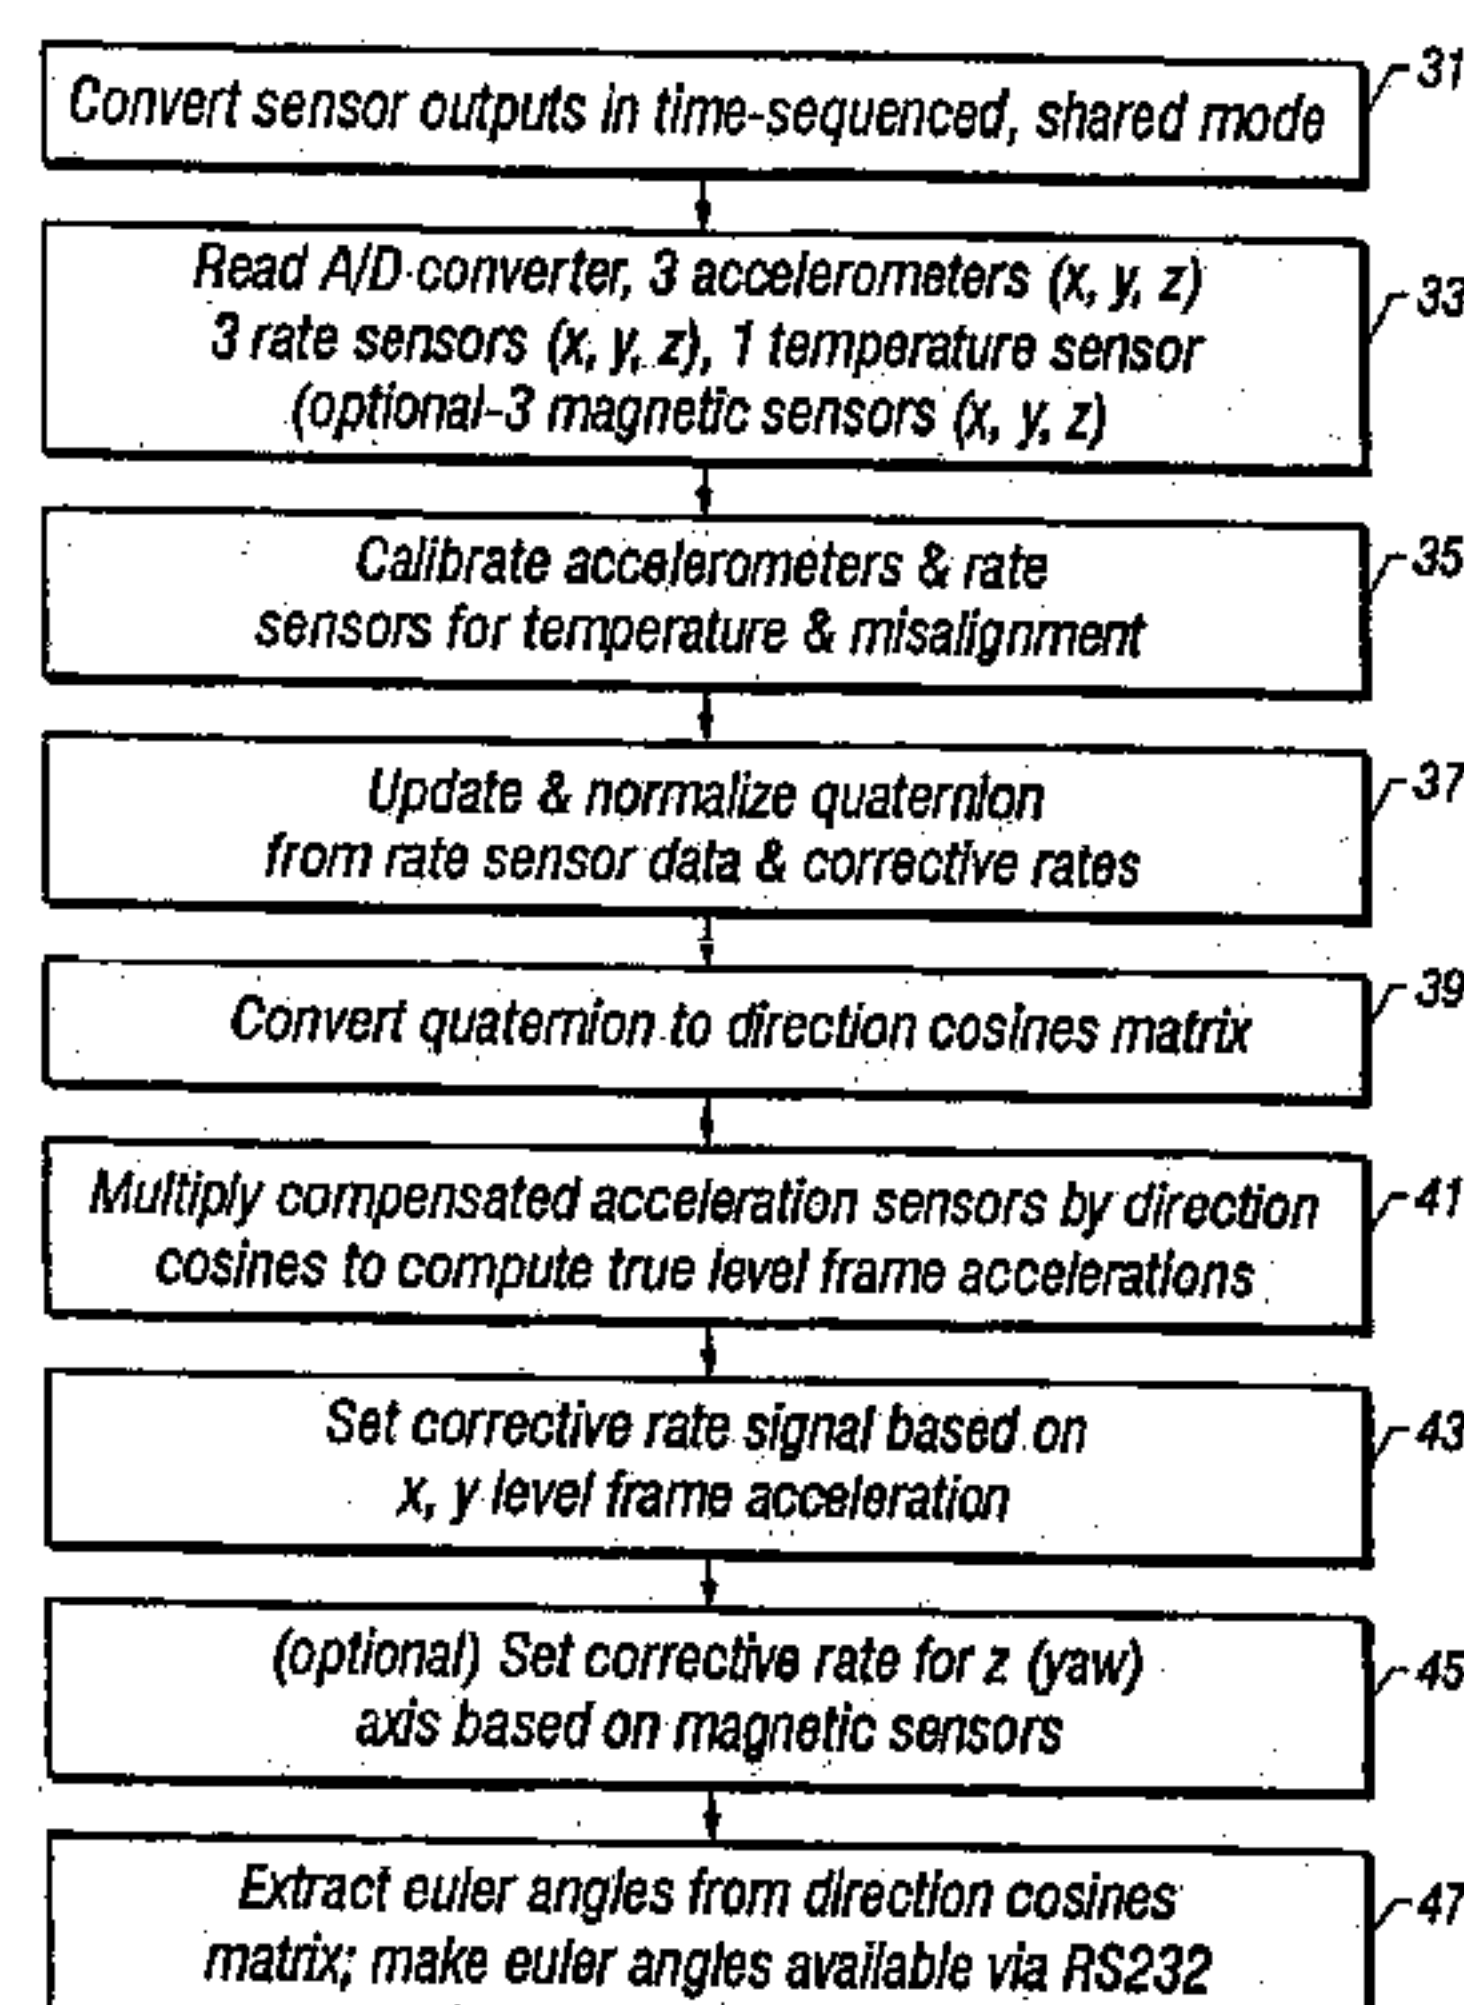 Convert sensor outputs in time-sequenced, shared mode
31
Read A/D converter, 3 accelerometers (x, y, z)
3 rate sensors (x, y, z), 1 temperature sensor
(optional-3 magnetic sensors (x, y, z)
33
Calibrate accelerometers & rate
sensors for temperature & misalignment
35
Update & normalize quaternion
from rate sensor data & corrective rates
37
Convert quaternion to direction cosines matrix
39
Multiply compensated acceleration sensors by direction
cosines to compute true level frame accelerations
41
Set corrective rate signal based on
x, y level frame acceleration
43
(optional) Set corrective rate for z (yaw)
axis based on magnetic sensors
45
Extract euler angles from direction cosines
matrix; make euler angles available via RS232
47